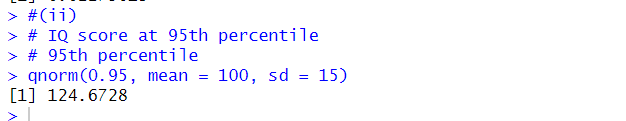 > #(ii)
> # IQ score at 95th percentile
> # 95th percentile
> qnorm(0.95, mean = 100, sd = 15)
[1] 124.6728
>